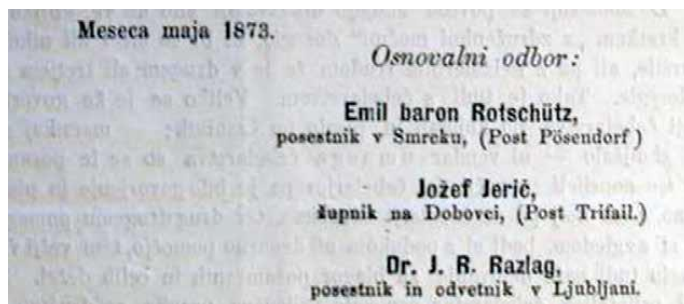 Meseca maja 1873.
Osnovalni odbor:
Emil baron Rotschütz,
posestnik v Smreku, (Post Pösendorf)
Jožef Jerič,
župnik na Dobovci, (Post Trifail.)
Dr. J. R. Razlag,
posestnik in odvetnik v Ljubljani.